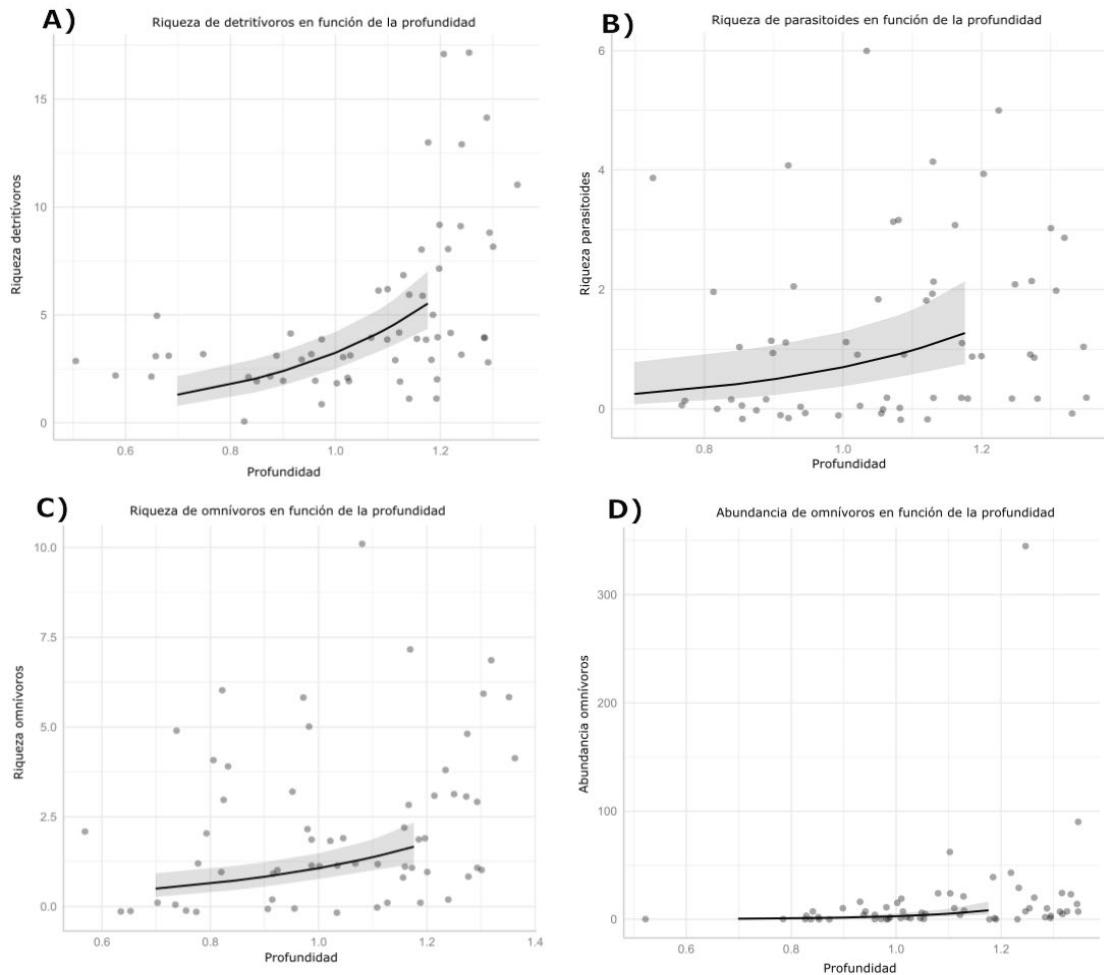 A)
Riqueza de detritívoros en función de la profundidad
Riqueza detritívoros
15
10
5
0
0.6 0.8 1.0 1.2
Profundidad
B)
Riqueza de parasitoides en función de la profundidad
Riqueza parasitoides
6
4
2
0
0.8 1.0 1.2
Profundidad
C)
Riqueza de omnívoros en función de la profundidad
Riqueza omnívoros
10.0
7.5
5.0
2.5
0.0
0.6 0.8 1.0 1.2 1.4
Profundidad
D)
Abundancia de omnívoros en función de la profundidad
Abundancia omnívoros
300
200
100
0
0.6 0.8 1.0 1.2
Profundidad